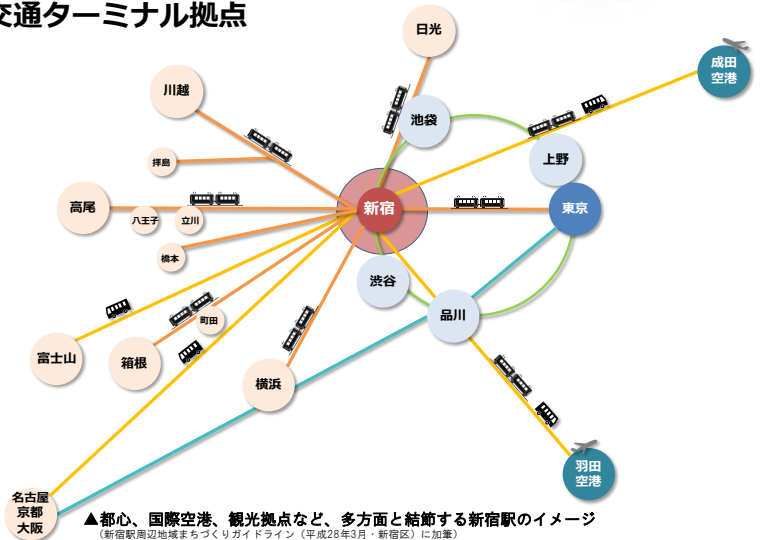 交通ターミナル拠点
日光
成田
空港
川越
池袋
上野
拝島
高尾
八王子
立川
新宿
東京
橋本
渋谷
品川
町田
富士山
箱根
横浜
羽田
空港
名古屋
京都
大阪
▲都心、国際空港、観光拠点など、多方面と結節する新宿駅のイメージ
（新宿駅周辺地域まちづくりガイドライン（平成28年3月・新宿区）に加筆）